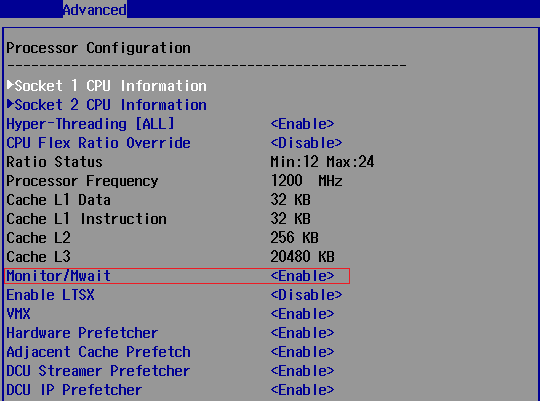 Advanced
Processor Configuration
--------------------------------------------------
Socket 1 CPU Information
Socket 2 CPU Information
Hyper-Threading [ALL] <Enable>
CPU Flex Ratio Override <Disable>
Ratio Status Min:12 Max:24
Processor Frequency 1200 MHz
Cache L1 Data 32 KB
Cache L1 Instruction 32 KB
Cache L2 256 KB
Cache L3 20480 KB
Monitor/Mwait <Enable>
Enable LTSX <Disable>
VMX <Enable>
Hardware Prefetcher <Enable>
Adjacent Cache Prefetch <Enable>
DCU Streamer Prefetcher <Enable>
DCU IP Prefetcher <Enable>